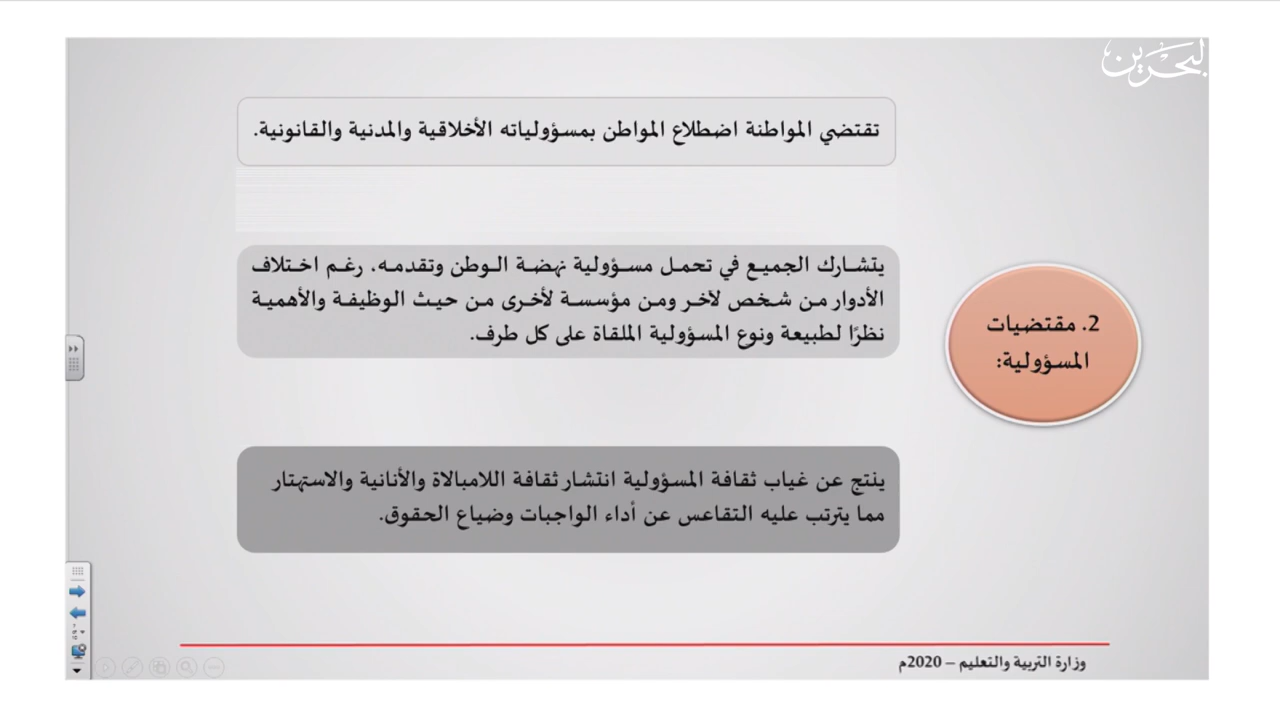 البحرين
تقتضي المواطنة اضطلاع المواطن بمسؤولياته الأخلاقية والمدنية والقانونية.
2. مقتضيات
المسؤولية:
يتشارك الجميع في تحمل مسؤولية نهضة الوطن وتقدمه، رغم اختلاف
الأدوار من شخص لآخر ومن مؤسسة لأخرى من حيث الوظيفة والأهمية
نظرًا لطبيعة ونوع المسؤولية الملقاة على كل طرف.
ينتج عن غياب ثقافة المسؤولية انتشار ثقافة اللامبالاة والأنانية والاستهتار
مما يترتب عليه التقاعس عن أداء الواجبات وضياع الحقوق.
وزارة التربية والتعليم – 2020م